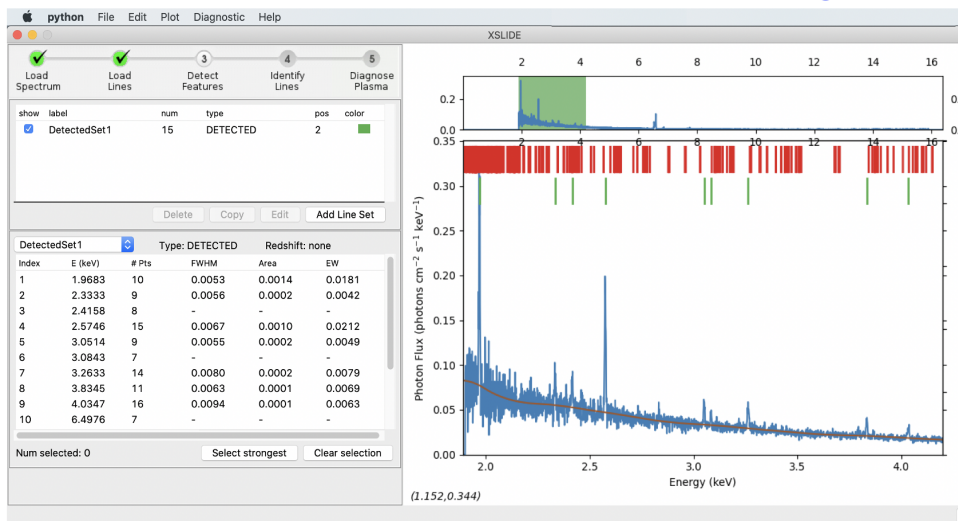 python File Edit Plot Diagnostic Help
XSLIDE
3 4 5
Load Spectrum Load Lines Detect Features Identify Lines Diagnose Plasma
show label num type pos color
DetectedSet1 15 DETECTED 2
Delete Copy Edit Add Line Set
DetectedSet1 Type: DETECTED Redshift: none
Index E (keV) # Pts FWHM Area EW
1 1.9683 10 0.0053 0.0014 0.0181
2 2.3333 9 0.0056 0.0002 0.0042
3 2.4158 8 - - -
4 2.5746 15 0.0067 0.0010 0.0212
5 3.0514 9 0.0055 0.0002 0.0049
6 3.0843 7 - - -
7 3.2633 14 0.0080 0.0002 0.0079
8 3.8345 11 0.0063 0.0001 0.0069
9 4.0347 16 0.0094 0.0001 0.0063
10 6.4976 7 - - -
Num selected: 0 Select strongest Clear selection
2 4 6 8 10 12 14 16
0.2
0.0
2 4 6 8 10 12 14 16
0.35
0.30
0.25
0.20
0.15
0.10
0.05
0.00
Photon Flux (photons cm⁻² s⁻¹ keV⁻¹)
2.0 2.5 3.0 3.5 4.0
Energy (keV)
(1.152,0.344)